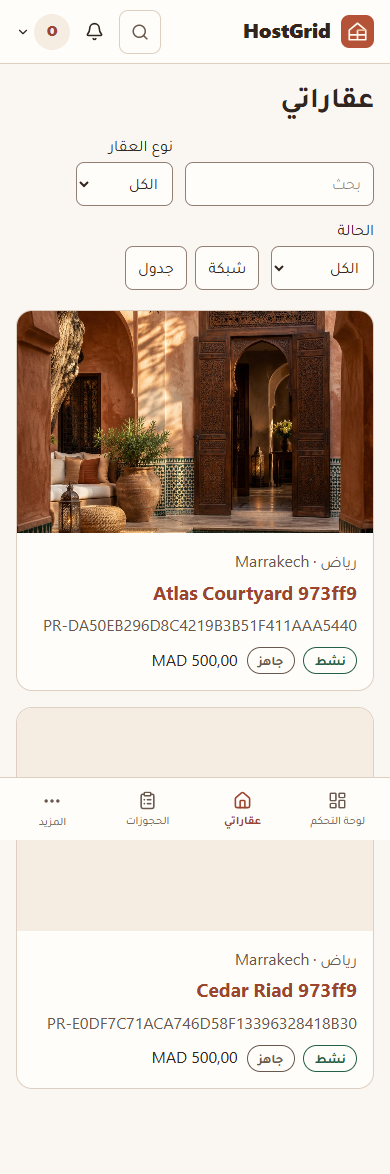 HostGrid
O
عقاراتي
نوع العقار
بحث
الكل
الحالة
الكل
شبكة
جدول
رياض · Marrakech
Atlas Courtyard 973ff9
PR-DA50EB296D8C4219B3B51F411AAA5440
نشط
جاهز
MAD 500,00
لوحة التحكم
عقاراتي
الحجوزات
المزيد
رياض · Marrakech
Cedar Riad 973ff9
PR-E0DF7C71ACA746D58F13396328418B30
نشط
جاهز
MAD 500,00